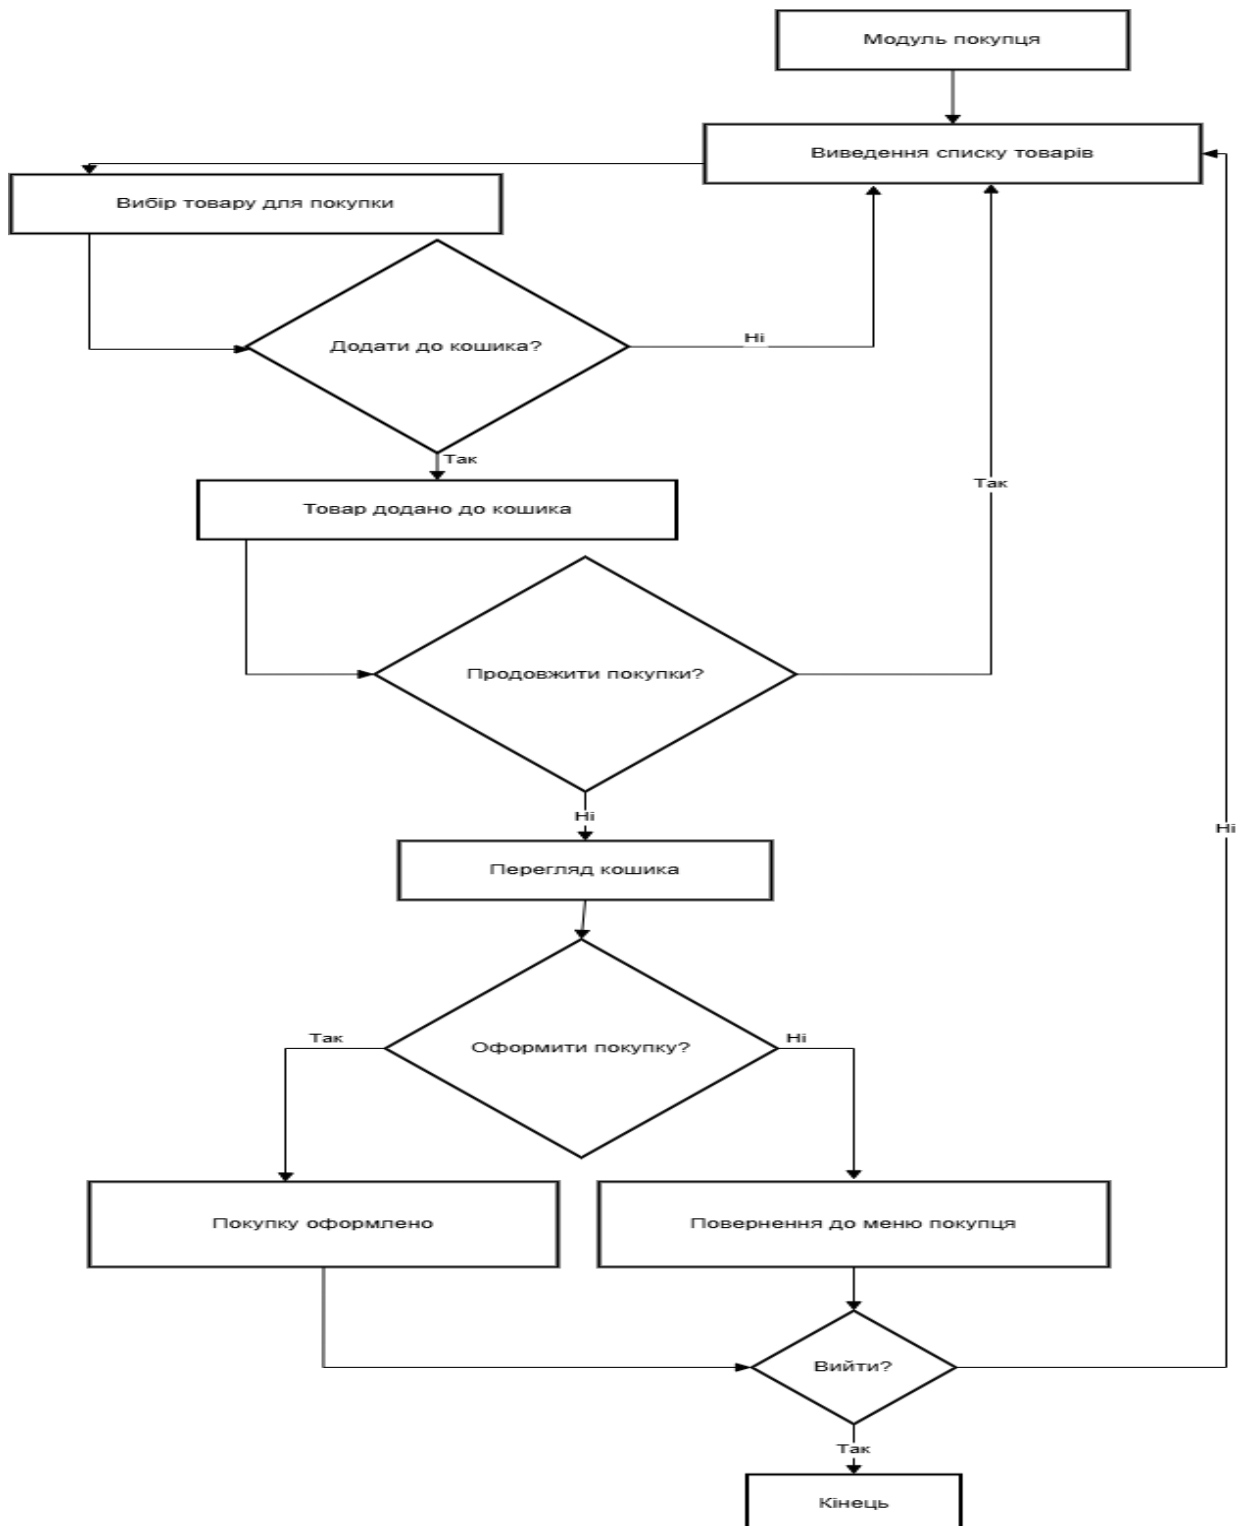 Модуль покупця
Виведення списку товарів
Вибір товару для покупки
Додати до кошика?
Ні
Так
Товар додано до кошика
Так
Продовжити покупки?
Ні
Ні
Перегляд кошика
Так
Оформити покупку?
Ні
Покупку оформлено
Повернення до меню покупця
Вийти?
Так
Кінець